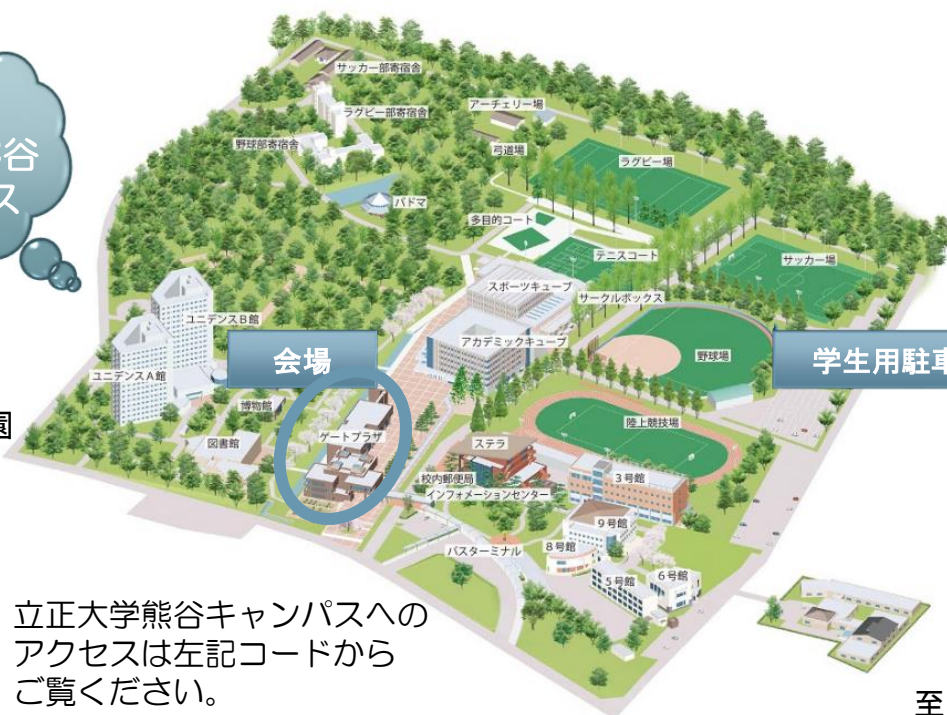 サッカー部寄宿舎
ラグビー部寄宿舎
アーチェリー場
谷
ス
野球部寄宿舎
弓道場
ラグビー場
パドマ
多目的コート
テニスコート
サッカー場
スポーツキューブ
サークルボックス
ユニデンスB館
アカデミックキューブ
野球場
会場
学生用駐車
ユニデンスA館
博物館
園
図書館
ゲートプラザ
ステラ
陸上競技場
校内郵便局
インフォメーションセンター
3号館
9号館
バスターミナル
8号館
5号館
6号館
立正大学熊谷キャンパスへの
アクセスは左記コードから
ご覧ください。
至